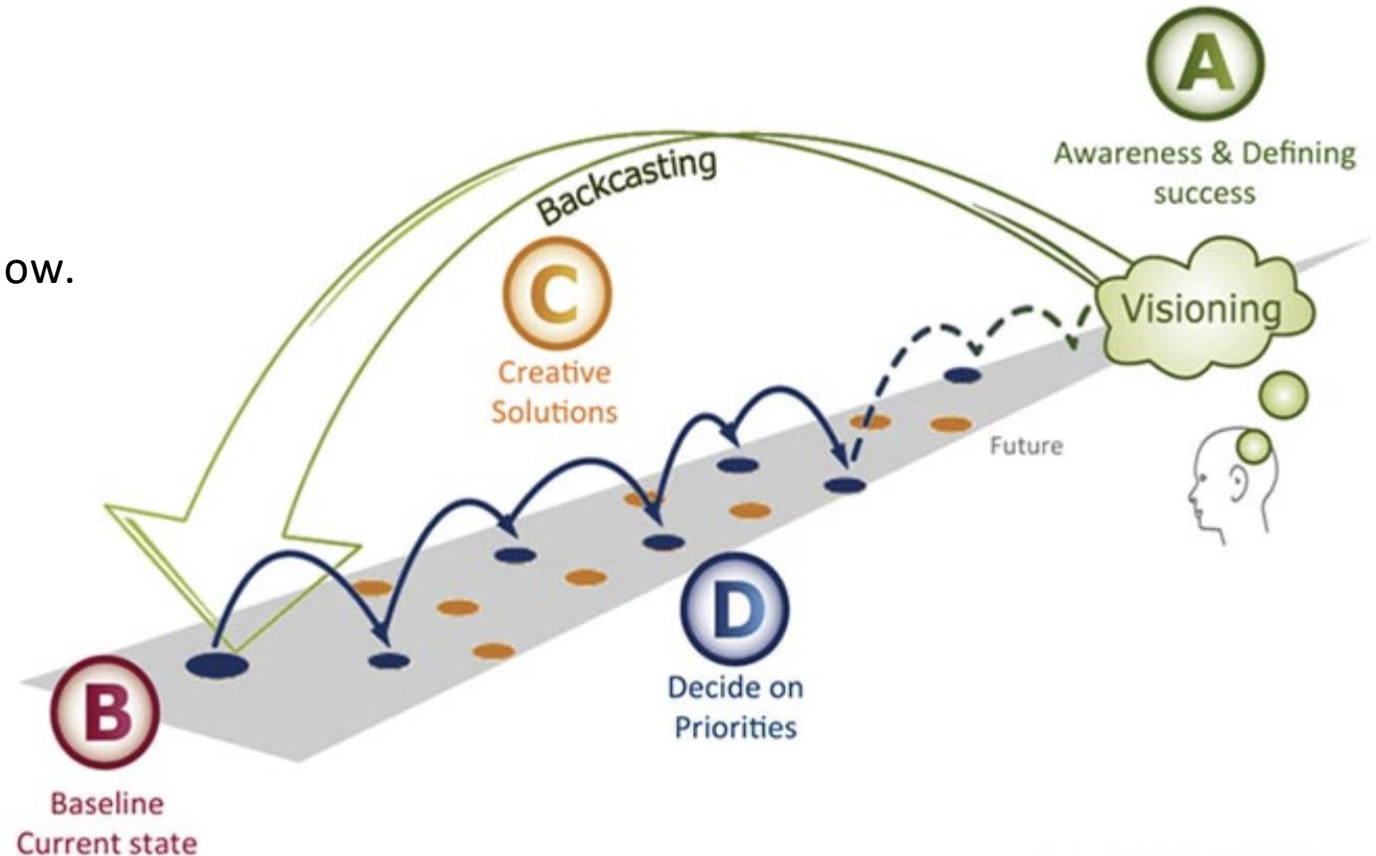 A
Awareness & Defining
success
Backcasting
ow.
C
Creative
Solutions
Visioning
Future
D
Decide on
Priorities
B
Baseline
Current state